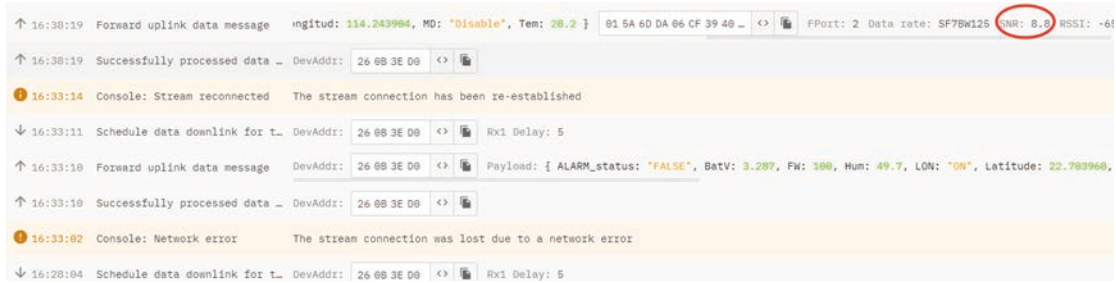 ↑ 16:38:19 Forward uplink data message ongitud: 114.243904, MD: "Disable", Tem: 28.2 } 01 5A 6D DA 06 CF 39 40 … <> FPort: 2 Data rate: SF7BW125 SNR: 8.8 RSSI:
↑ 16:38:19 Successfully processed data … DevAddr: 26 0B 3E D0 <>
16:33:14 Console: Stream reconnected The stream connection has been re-established
↓ 16:33:11 Schedule data downlink for t… DevAddr: 26 0B 3E D0 <> Rx1 Delay: 5
↑ 16:33:10 Forward uplink data message DevAddr: 26 0B 3E D0 <> Payload: { ALARM_status: "FALSE", BatV: 3.287, FW: 100, Hum: 49.7, LON: "ON", Latitude: 22.703968,
↑ 16:33:10 Successfully processed data … DevAddr: 26 0B 3E D0 <>
16:33:02 Console: Network error The stream connection was lost due to a network error
↓ 16:28:04 Schedule data downlink for t… DevAddr: 26 0B 3E D0 <> Rx1 Delay: 5